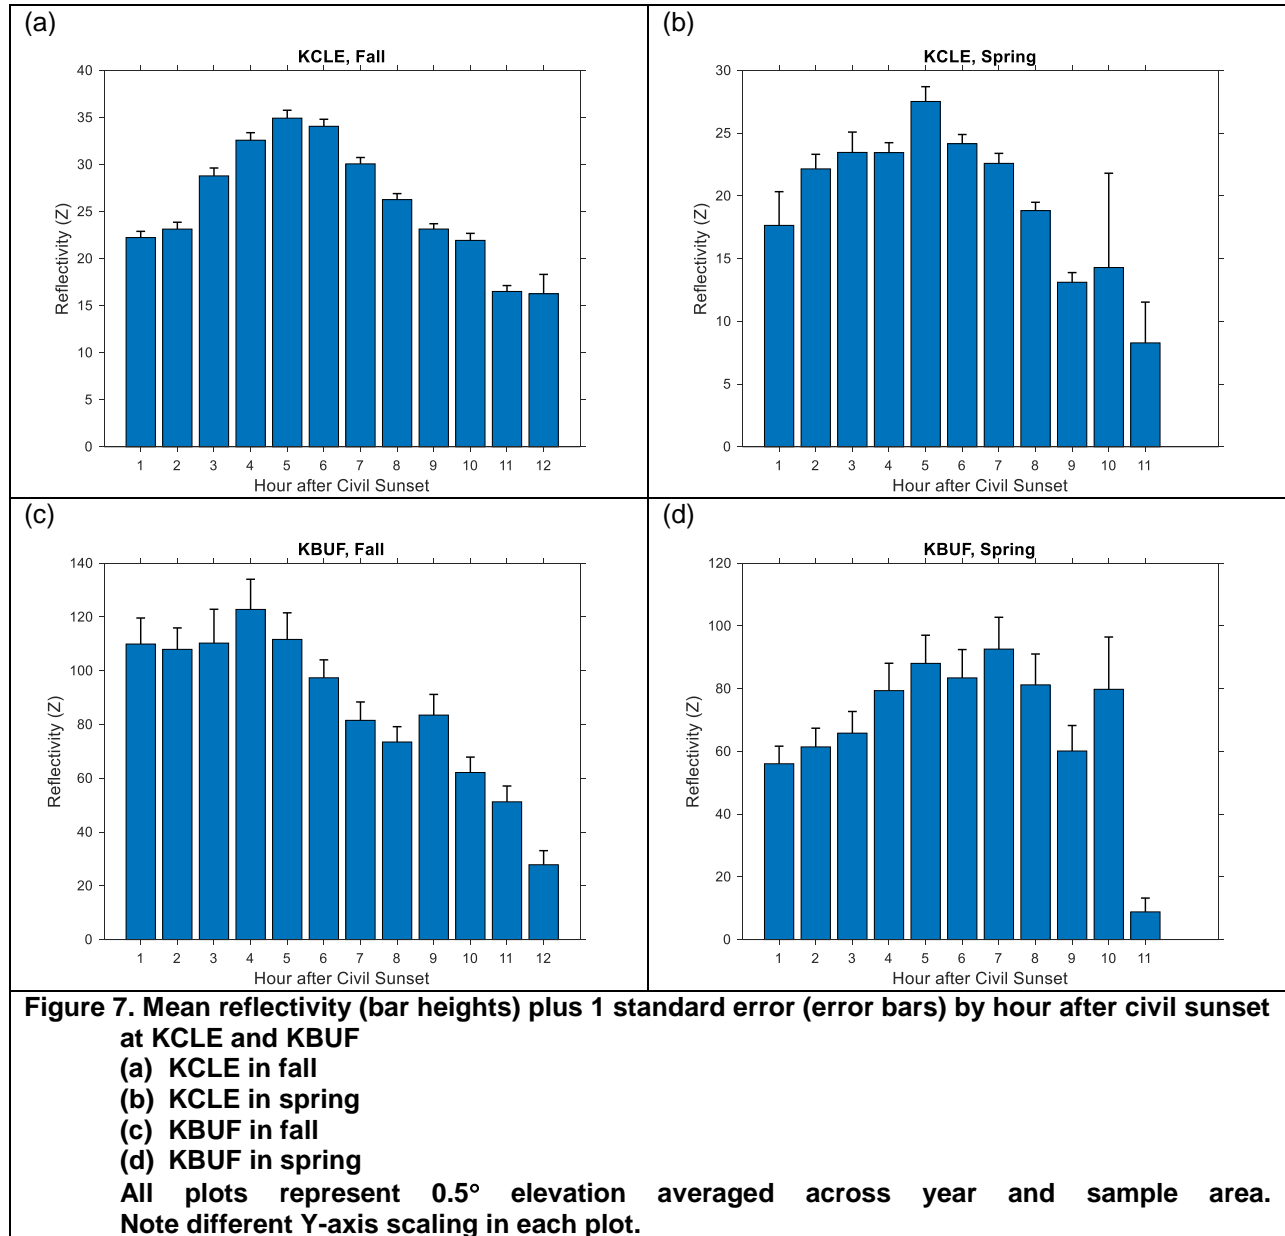 (a)
KCLE, Fall
40
35
30
25
20
15
10
5
0
Reflectivity (Z)
1 2 3 4 5 6 7 8 9 10 11 12
Hour after Civil Sunset
(b)
KCLE, Spring
30
25
20
15
10
5
0
Reflectivity (Z)
1 2 3 4 5 6 7 8 9 10 11
Hour after Civil Sunset
(c)
KBUF, Fall
140
120
100
80
60
40
20
0
Reflectivity (Z)
1 2 3 4 5 6 7 8 9 10 11 12
Hour after Civil Sunset
(d)
KBUF, Spring
120
100
80
60
40
20
0
Reflectivity (Z)
1 2 3 4 5 6 7 8 9 10 11
Hour after Civil Sunset
Figure 7. Mean reflectivity (bar heights) plus 1 standard error (error bars) by hour after civil sunset
at KCLE and KBUF
(a) KCLE in fall
(b) KCLE in spring
(c) KBUF in fall
(d) KBUF in spring
All plots represent 0.5° elevation averaged across year and sample area.
Note different Y-axis scaling in each plot.